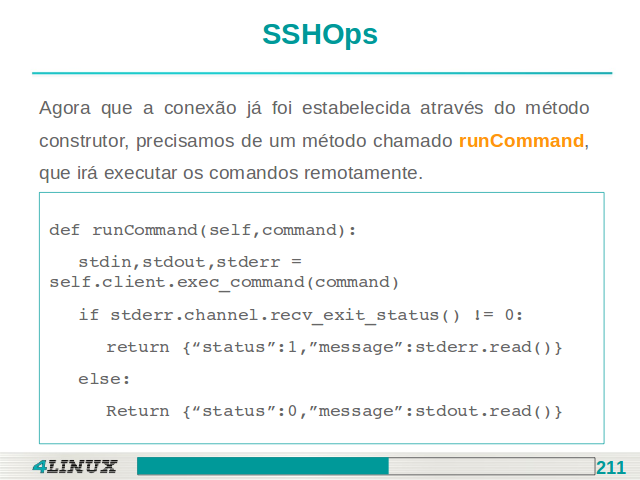 SSHOps
Agora que a conexão já foi estabelecida através do método
construtor, precisamos de um método chamado runCommand,
que irá executar os comandos remotamente.
def runCommand(self,command):
stdin,stdout,stderr =
self.client.exec_command(command)
if stderr.channel.recv_exit_status() != 0:
return {“status”:1,”message”:stderr.read()}
else:
Return {“status”:0,”message”:stdout.read()}
4LINUX
211